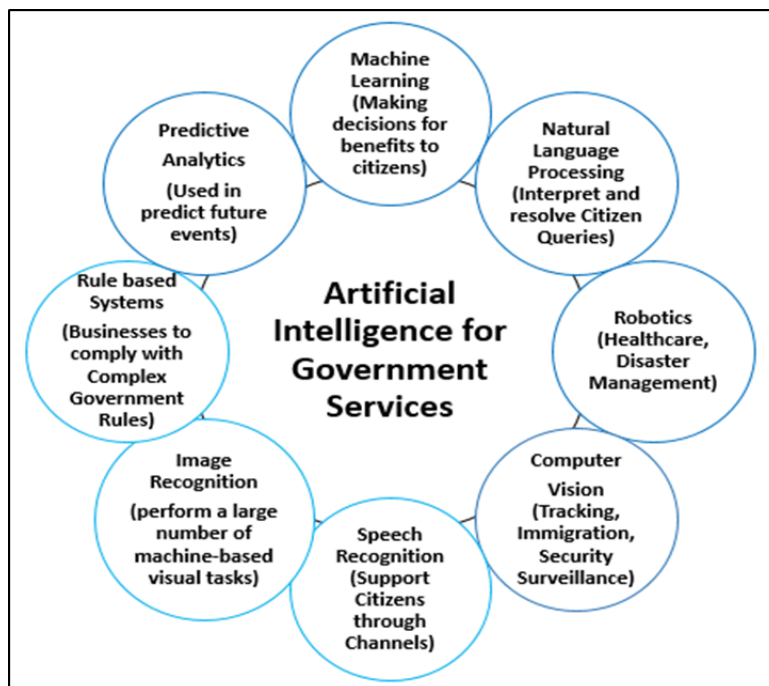 Machine
Learning
(Making
decisions for
benefits to
citizens)
Natural
Language
Processing
(Interpret and
resolve Citizen
Queries)
Robotics
(Healthcare,
Disaster
Management)
Computer
Vision
(Tracking,
Immigration,
Security
Surveillance)
Speech
Recognition
(Support
Citizens
through
Channels)
Image
Recognition
(perform a large
number of
machine-based
visual tasks)
Rule based
Systems
(Businesses to
comply with
Complex
Government
Rules)
Predictive
Analytics
(Used in
predict future
events)
Artificial
Intelligence for
Government
Services